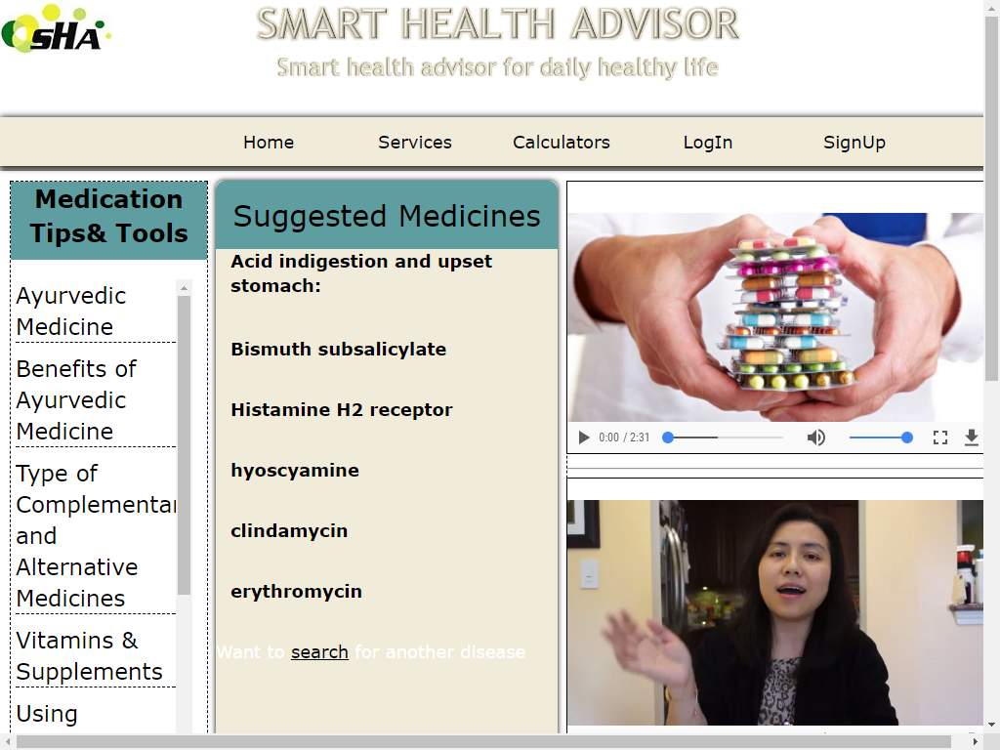 sHA
SMART HEALTH ADVISOR
Smart health advisor for daily healthy life
Home
Services
Calculators
LogIn
SignUp
Medication
Tips& Tools
Ayurvedic
Medicine
Benefits of
Ayurvedic
Medicine
Type of
Complementar
and
Alternative
Medicines
Vitamins &
Supplements
Using
Suggested Medicines
Acid indigestion and upset
stomach:
Bismuth subsalicylate
Histamine H2 receptor
hyoscyamine
clindamycin
erythromycin
Want to search for another disease
0:00 / 2:31